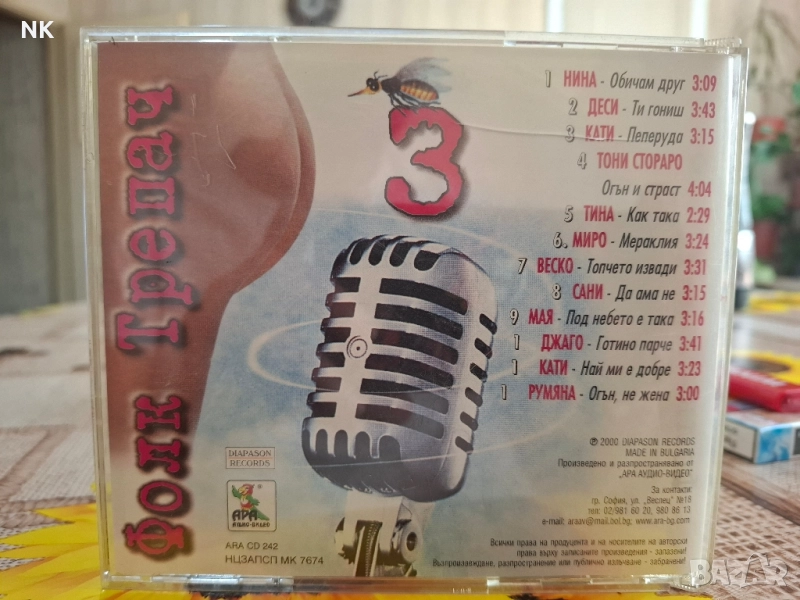 NK
Фолк Трепач
3
1 НИНА - Обичам друг 3:09
2 ДЕСИ - Ти гониш 3:43
3 КАТИ - Пеперуда 3:15
4 ТОНИ СТОРАРО
Огън и страст 4:04
5 ТИНА - Как така 2:29
6. МИРО - Мераклия 3:24
7 ВЕСКО - Топчето извади 3:31
8 САНИ - Да ама не 3:15
9 МАЯ - Под небето е така 3:16
1 ДЖАГО - Готино парче 3:41
1 КАТИ - Най ми е добре 3:23
1 РУМЯНА - Огън, не жена 3:00
℗ 2000 DIAPASON RECORDS
MADE IN BULGARIA
Произведено и разпространявано от
"АРА АУДИО-ВИДЕО"
За контакти:
гр. София, ул. "Веслец" №18
тел: 02/981 60 20, 980 86 13
e-mail: araav@mail.bol.bg; www.ara-bg.com
Всички права на продуцента и на носителите на авторски
права върху записаните произведения - запазени!
Възпроизвеждане, разпространение или публично излъчване - забранени!
DIAPASON
RECORDS
АРА
АУДИО-ВИДЕО
ARA CD 242
НЦЗАПСП МК 7674
BAZAR